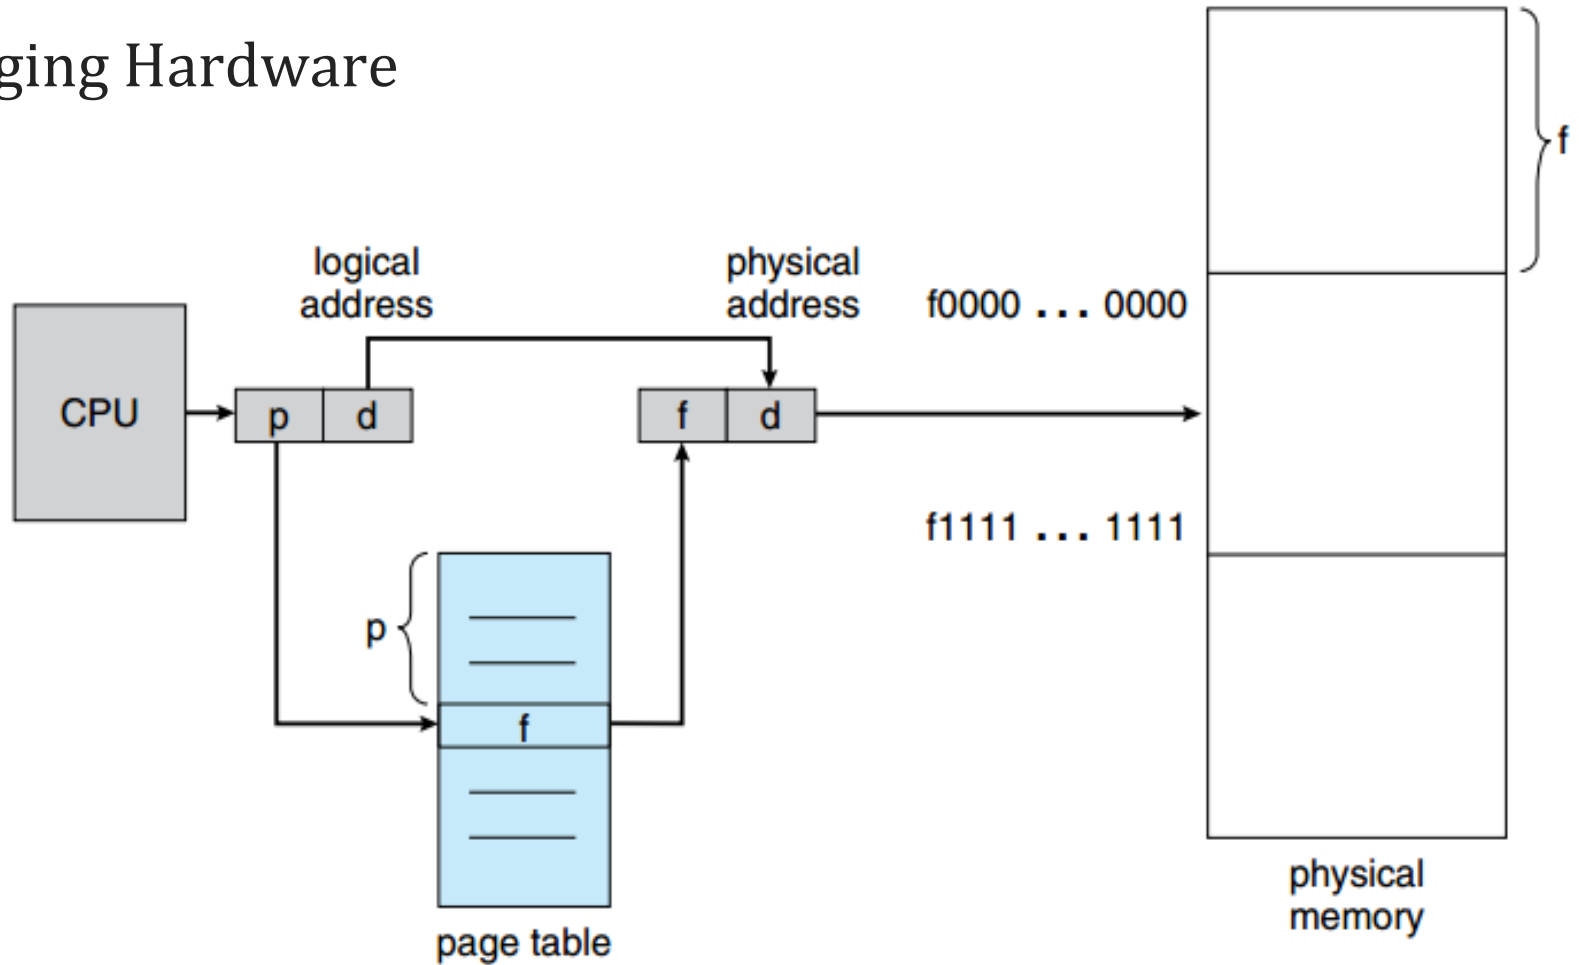 ging Hardware
f
logical
address
physical
address
f0000 ... 0000
CPU
p d
f d
f1111 ... 1111
p
f
page table
physical
memory